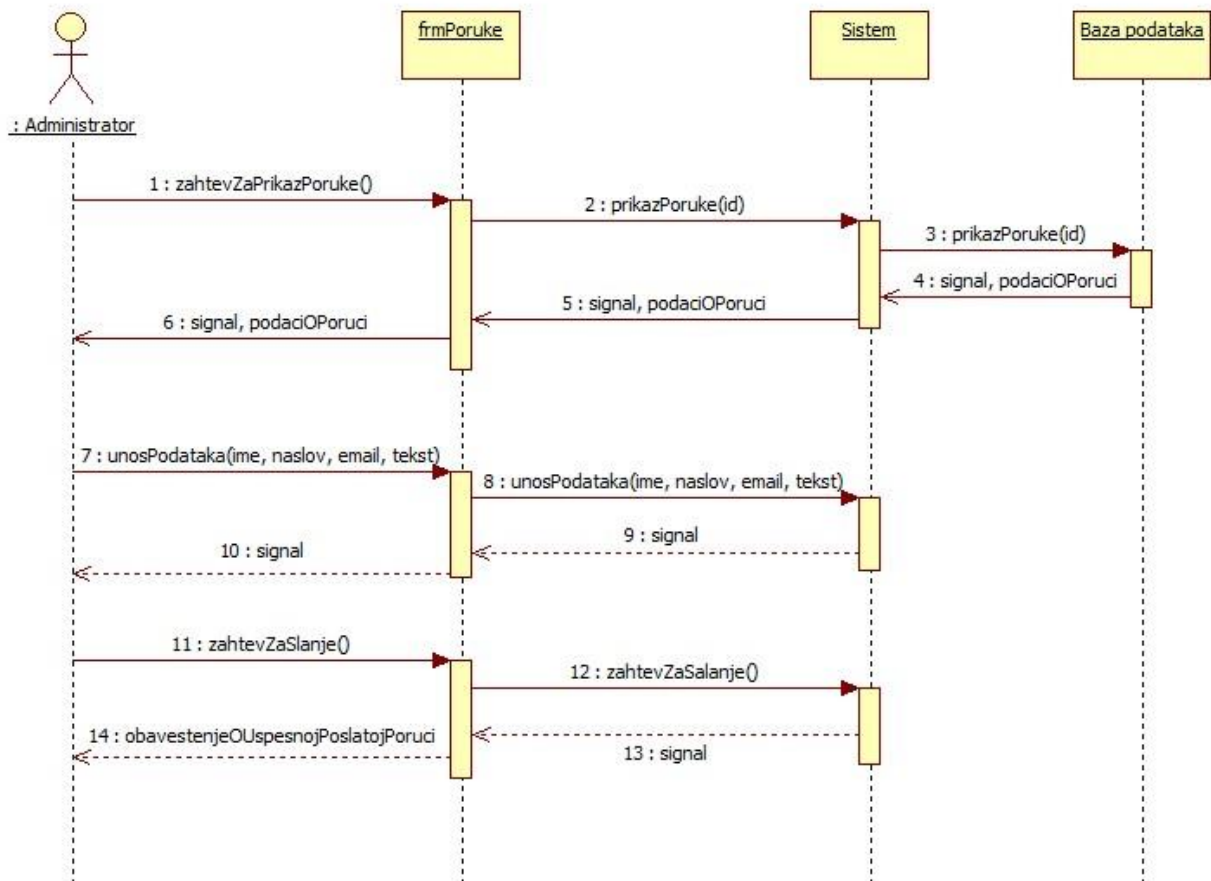 frmPoruke
Sistem
Baza podataka
: Administrator
1 : zahtevZaPrikazPoruke()
2 : prikazPoruke(id)
3 : prikazPoruke(id)
4 : signal, podaciOPoruci
5 : signal, podaciOPoruci
6 : signal, podaciOPoruci
7 : unosPodataka(ime, naslov, email, tekst)
8 : unosPodataka(ime, naslov, email, tekst)
9 : signal
10 : signal
11 : zahtevZaSlanje()
12 : zahtevZaSalanje()
13 : signal
14 : obavestenjeOUspesnojPoslatojPoruci